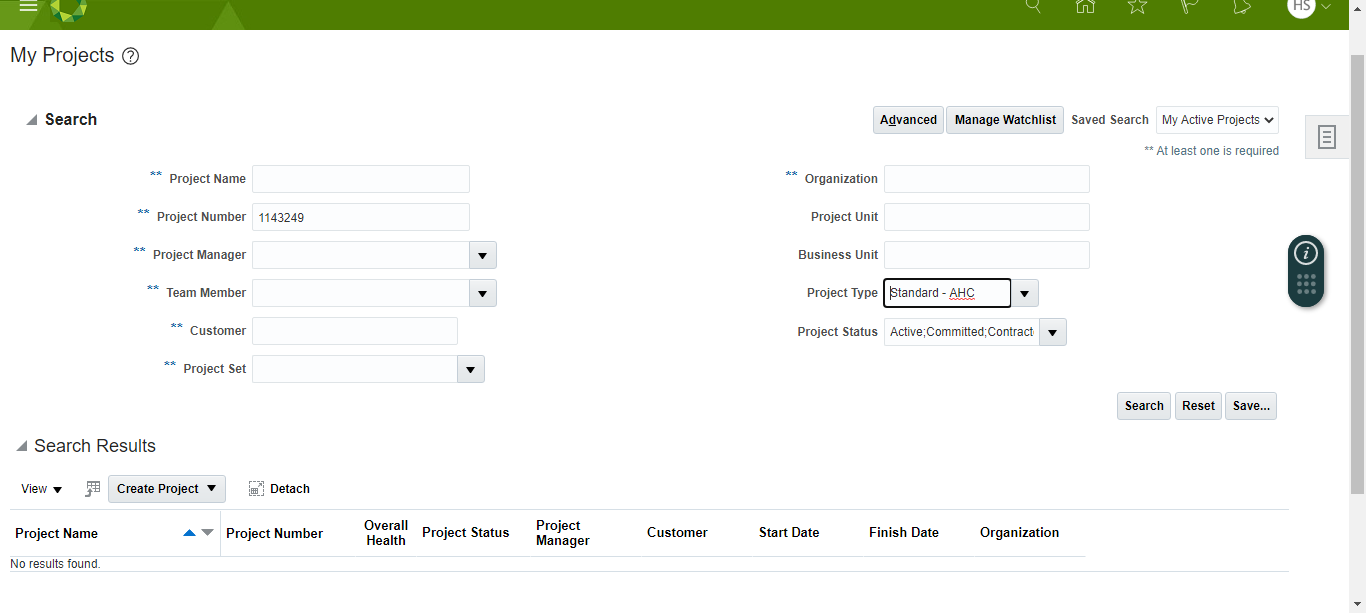 HS
My Projects
Search
Advanced Manage Watchlist Saved Search My Active Projects
** At least one is required
** Project Name
** Organization
** Project Number 1143249
Project Unit
** Project Manager
Business Unit
** Team Member
Project Type Standard - AHC
** Customer
Project Status Active;Committed;Contract
** Project Set
Search Reset Save...
Search Results
View Create Project Detach
Project Name Project Number Overall Health Project Status Project Manager Customer Start Date Finish Date Organization
No results found.